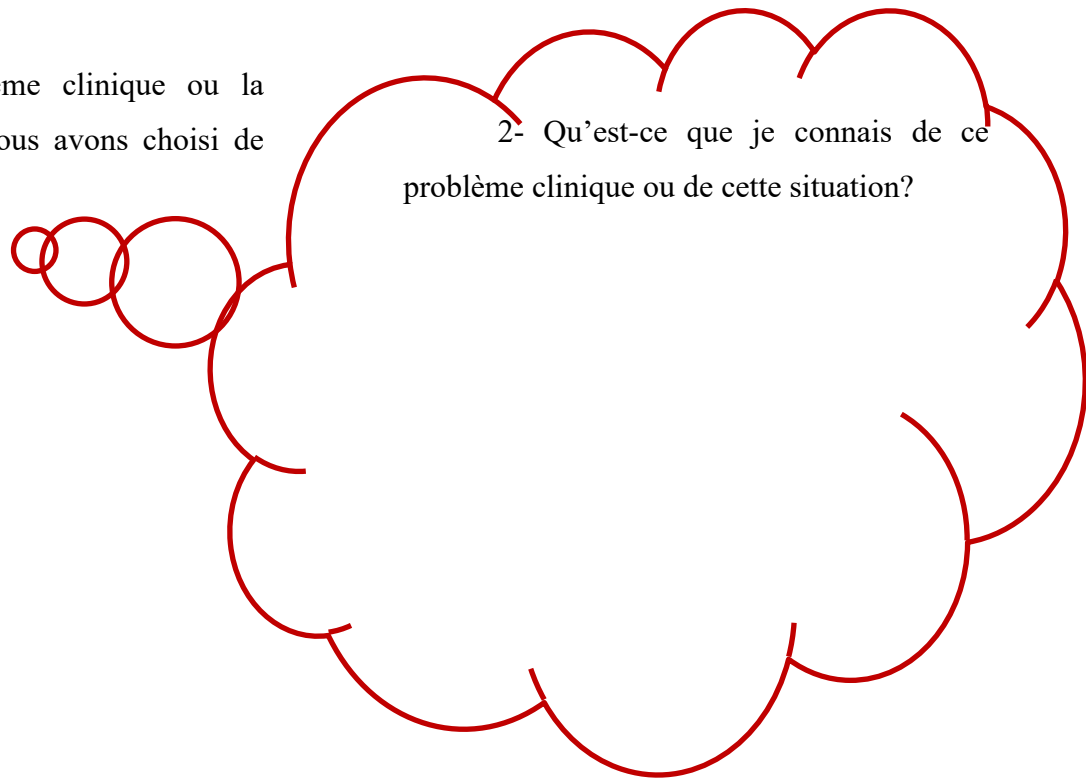 ème clinique ou la
ous avons choisi de
2- Qu’est-ce que je connais de ce
problème clinique ou de cette situation?